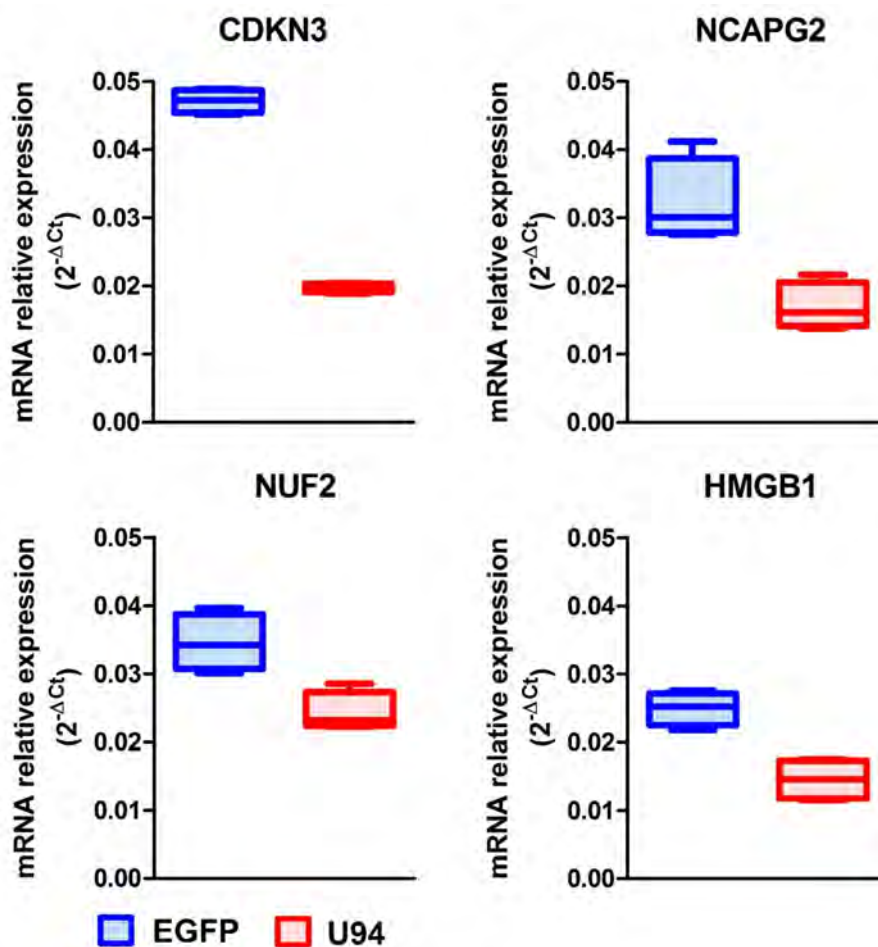 CDKN3
mRNA relative expression
(2-ΔCt)
0.05
0.04
0.03
0.02
0.01
0.00
NCAPG2
mRNA relative expression
(2-ΔCt)
0.05
0.04
0.03
0.02
0.01
0.00
NUF2
mRNA relative expression
(2-ΔCt)
0.05
0.04
0.03
0.02
0.01
0.00
HMGB1
mRNA relative expression
(2-ΔCt)
0.05
0.04
0.03
0.02
0.01
0.00
EGFP U94